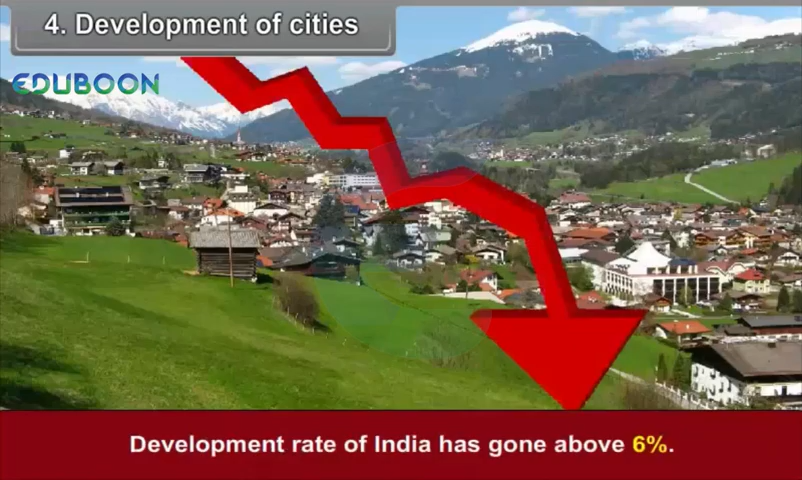 4. Development of cities
EDUBOON
Development rate of India has gone above 6%.